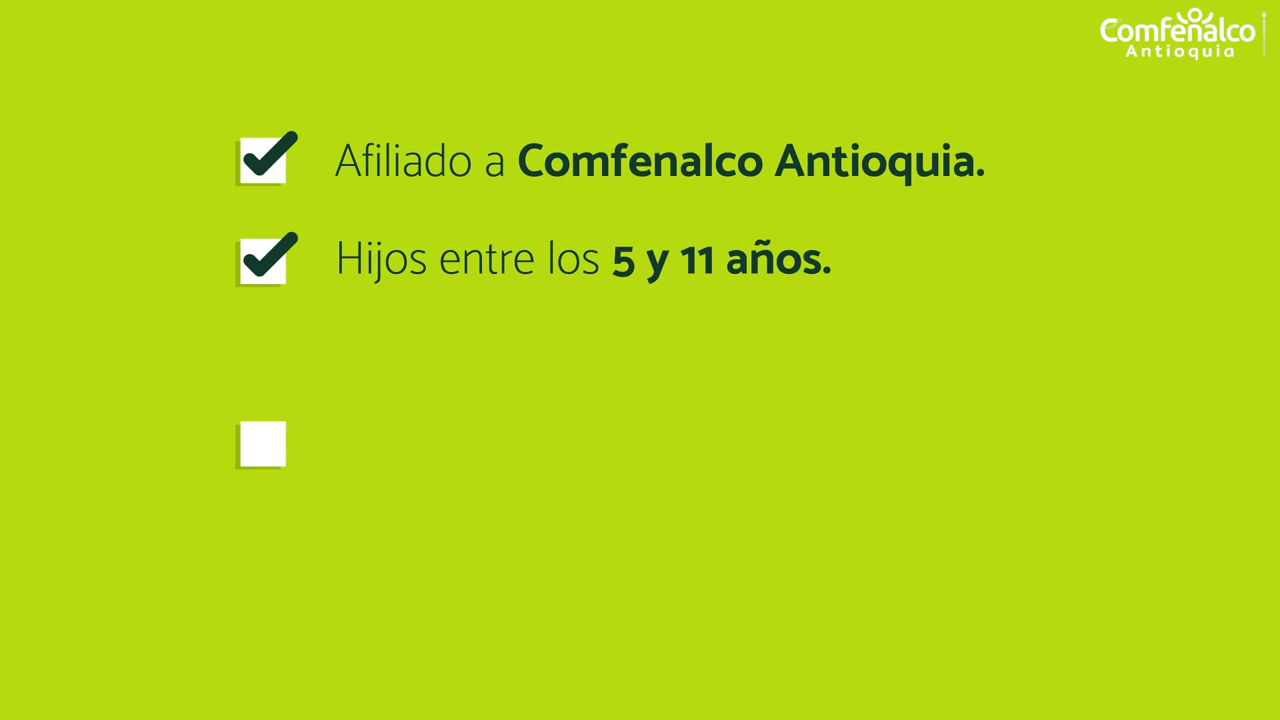 Comfenalco
Antioquia
Afiliado a Comfenalco Antioquia.
Hijos entre los 5 y 11 años.